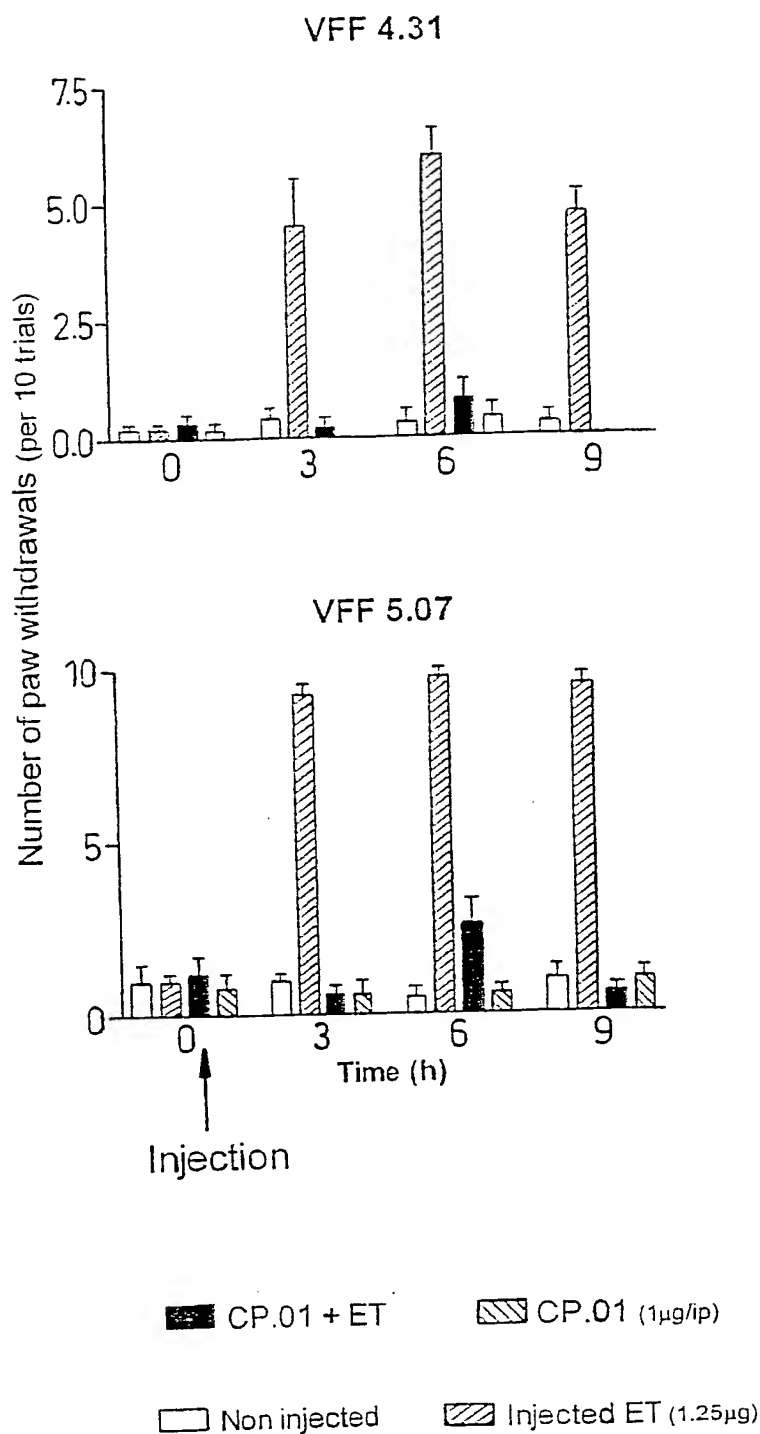 VFF 4.31
7.5
5.0
2.5
0.0
0 3 6 9
Number of paw withdrawals (per 10 trials)
VFF 5.07
10
5
0
0 3 6 9
Time (h)
Injection
CP.01 + ET
CP.01 (1µg/ip)
Non injected
Injected ET (1.25µg)